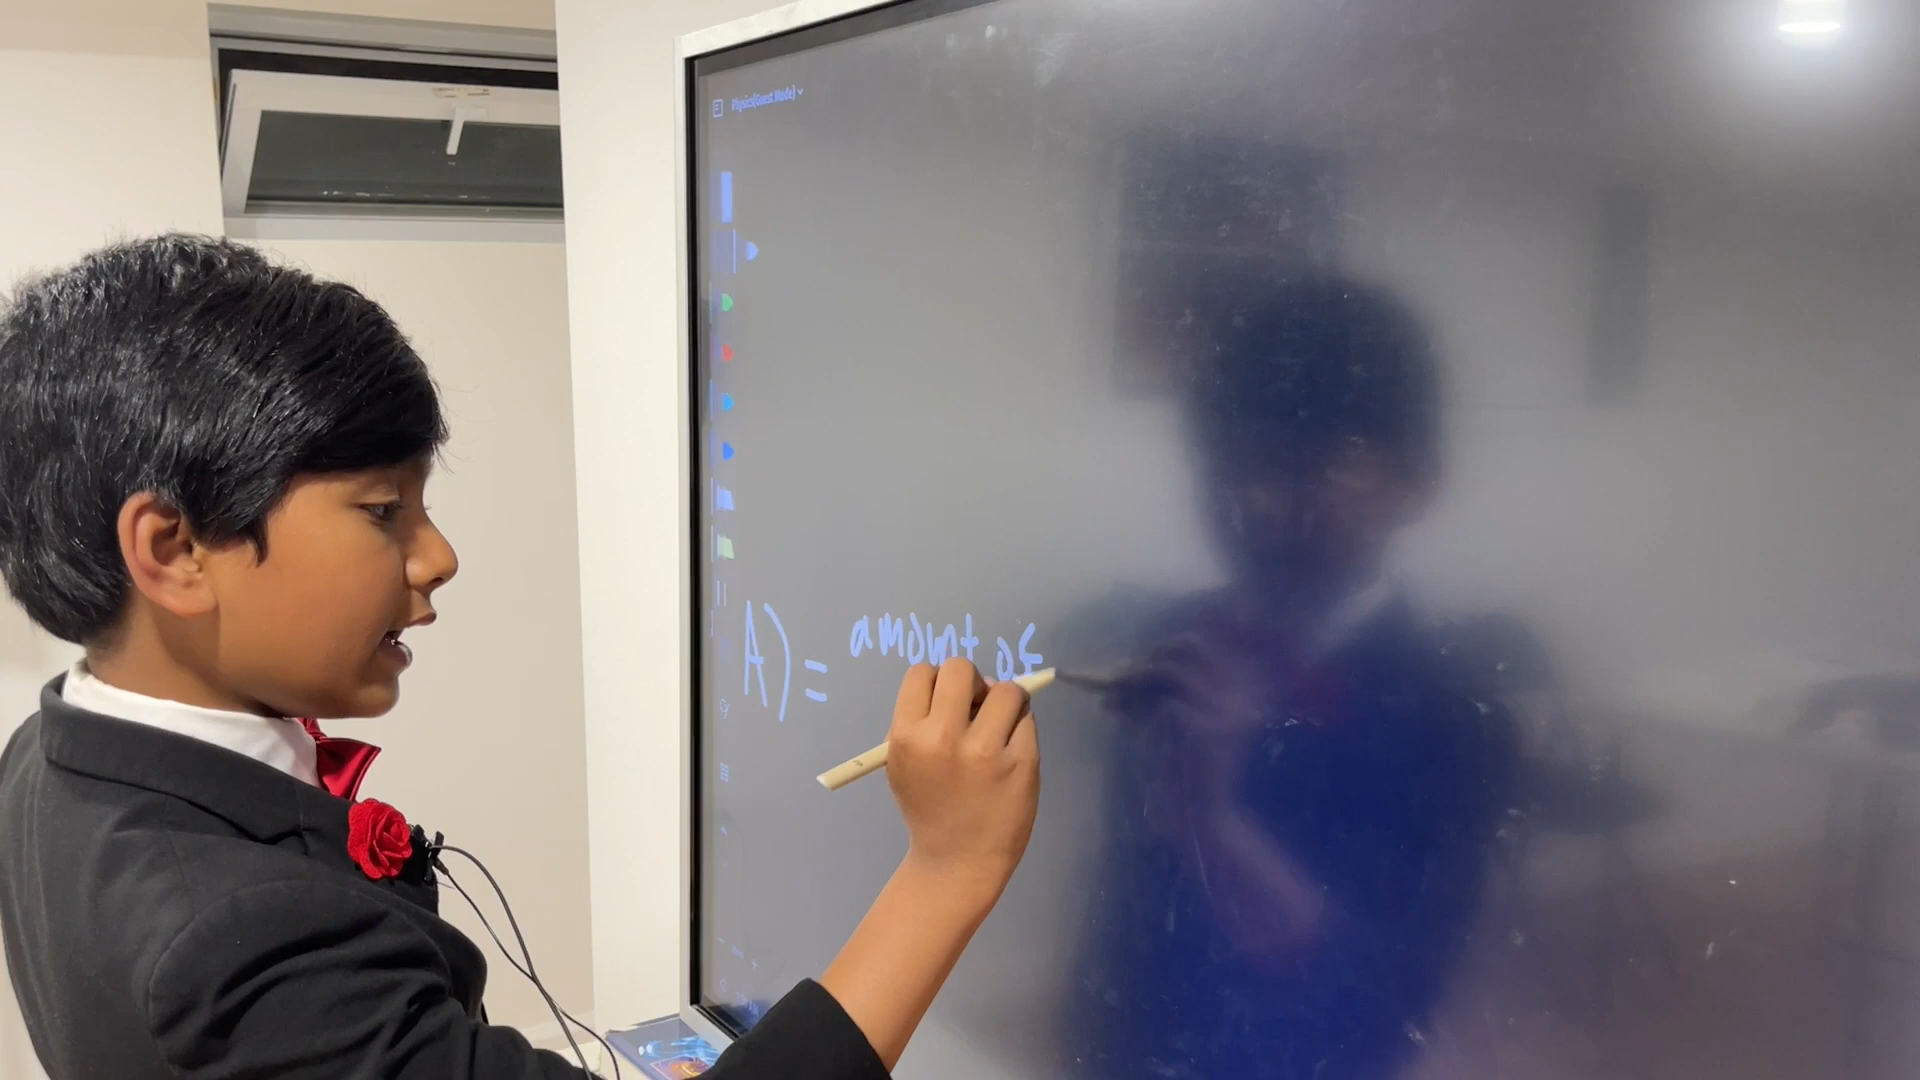 Physics(Guest Mode)
A) = amount of